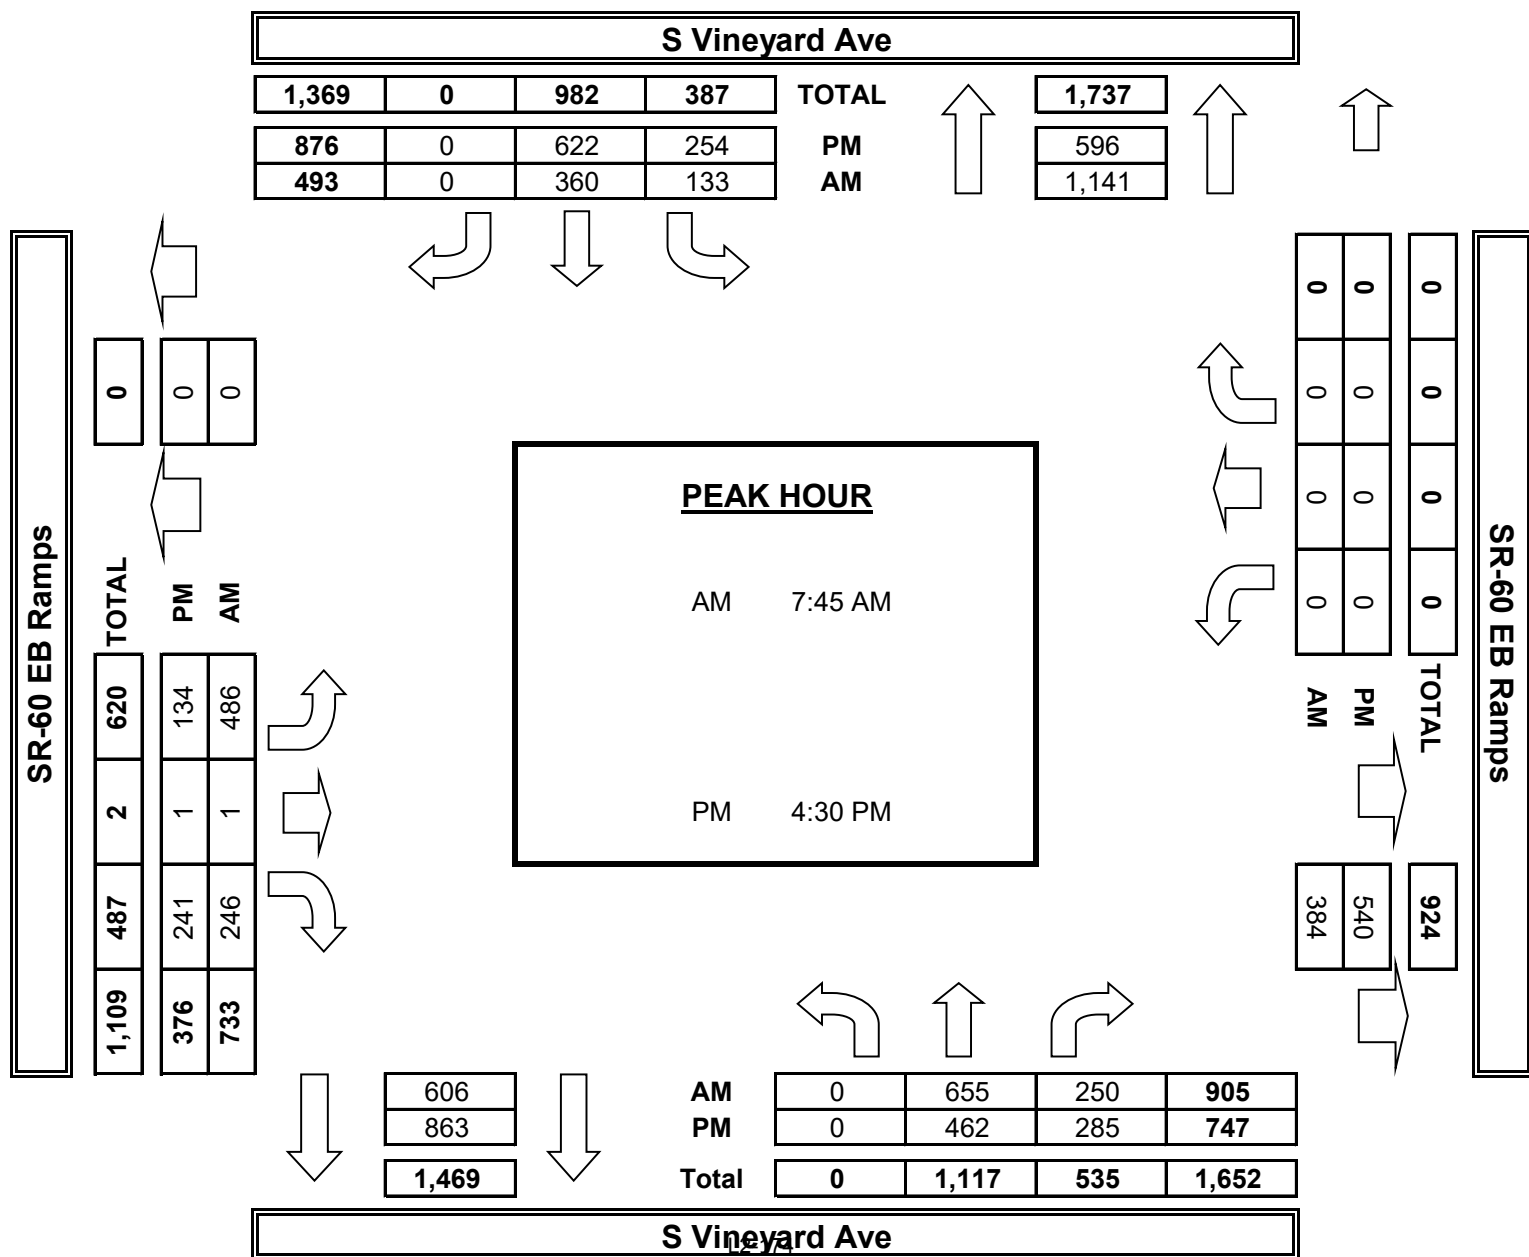 S Vineyard Ave
1,369 0 982 387 TOTAL 1,737
876 0 622 254 PM 596
493 0 360 133 AM 1,141
SR-60 EB Ramps
0 0 0
TOTAL PM AM
620 134 486
2 1 1
487 241 246
1,109 376 733
PEAK HOUR
AM 7:45 AM
PM 4:30 PM
0 0 0
0 0 0
0 0 0
0 0 0
AM PM TOTAL
384 540 924
SR-60 EB Ramps
606 AM 0 655 250 905
863 PM 0 462 285 747
1,469 Total 0 1,117 535 1,652
S Vineyard Ave
L2-174